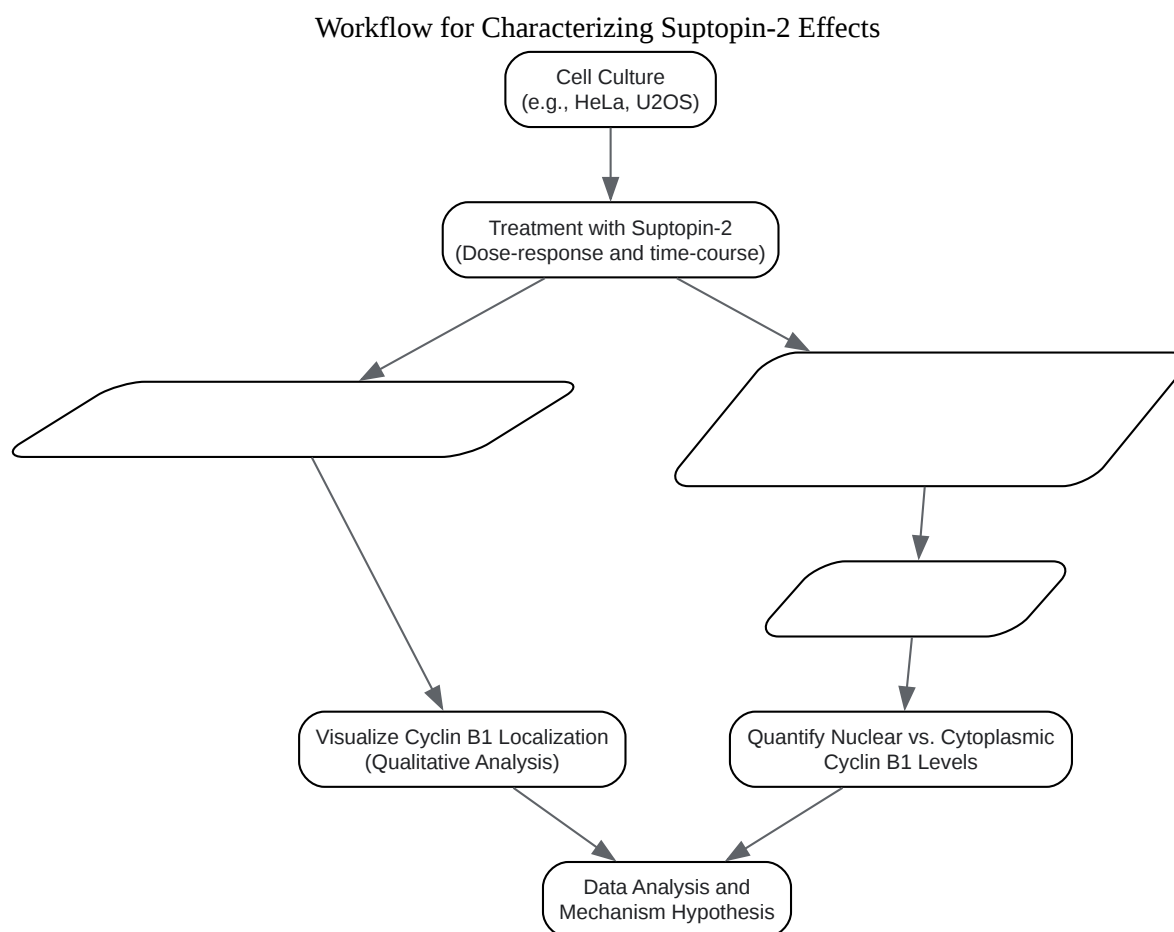 Workflow for Characterizing Suptopin-2 Effects
Cell Culture
(e.g., HeLa, U2OS)
Treatment with Suptopin-2
(Dose-response and time-course)
Visualize Cyclin B1 Localization
(Qualitative Analysis)
Quantify Nuclear vs. Cytoplasmic
Cyclin B1 Levels
Data Analysis and
Mechanism Hypothesis